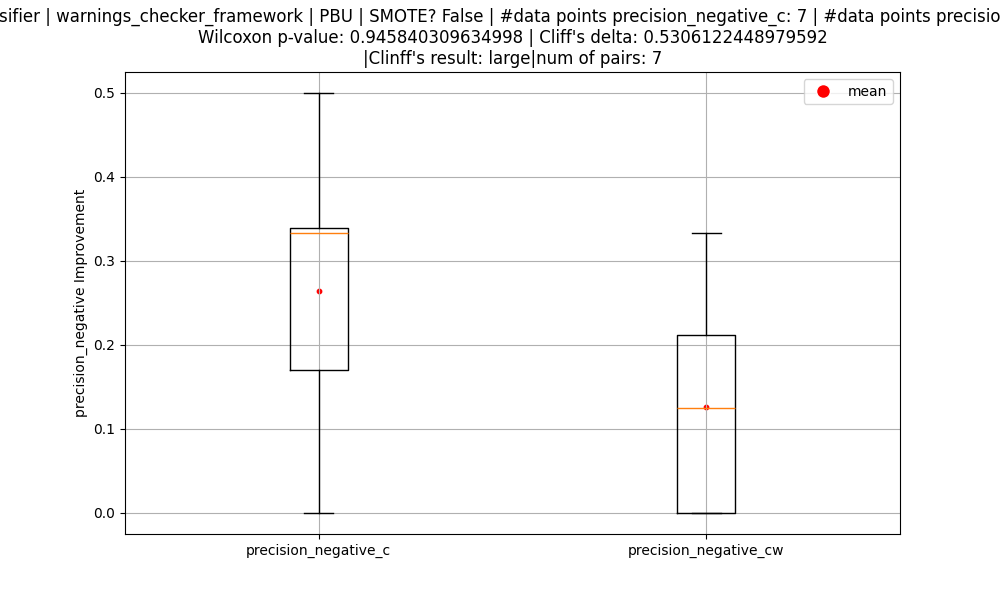 | warnings_checker_framework | PBU | SMOTE? False | #data points precision_negative_c: 7 | #data points
Wilcoxon p-value: 0.945840309634998 | Cliff's delta: 0.5306122448979592
|Clinff's result: large|num of pairs: 7
mean
0.5
0.4
0.3
0.2
0.1
0.0
precision_negative Improvement
precision_negative_c
precision_negative_cw